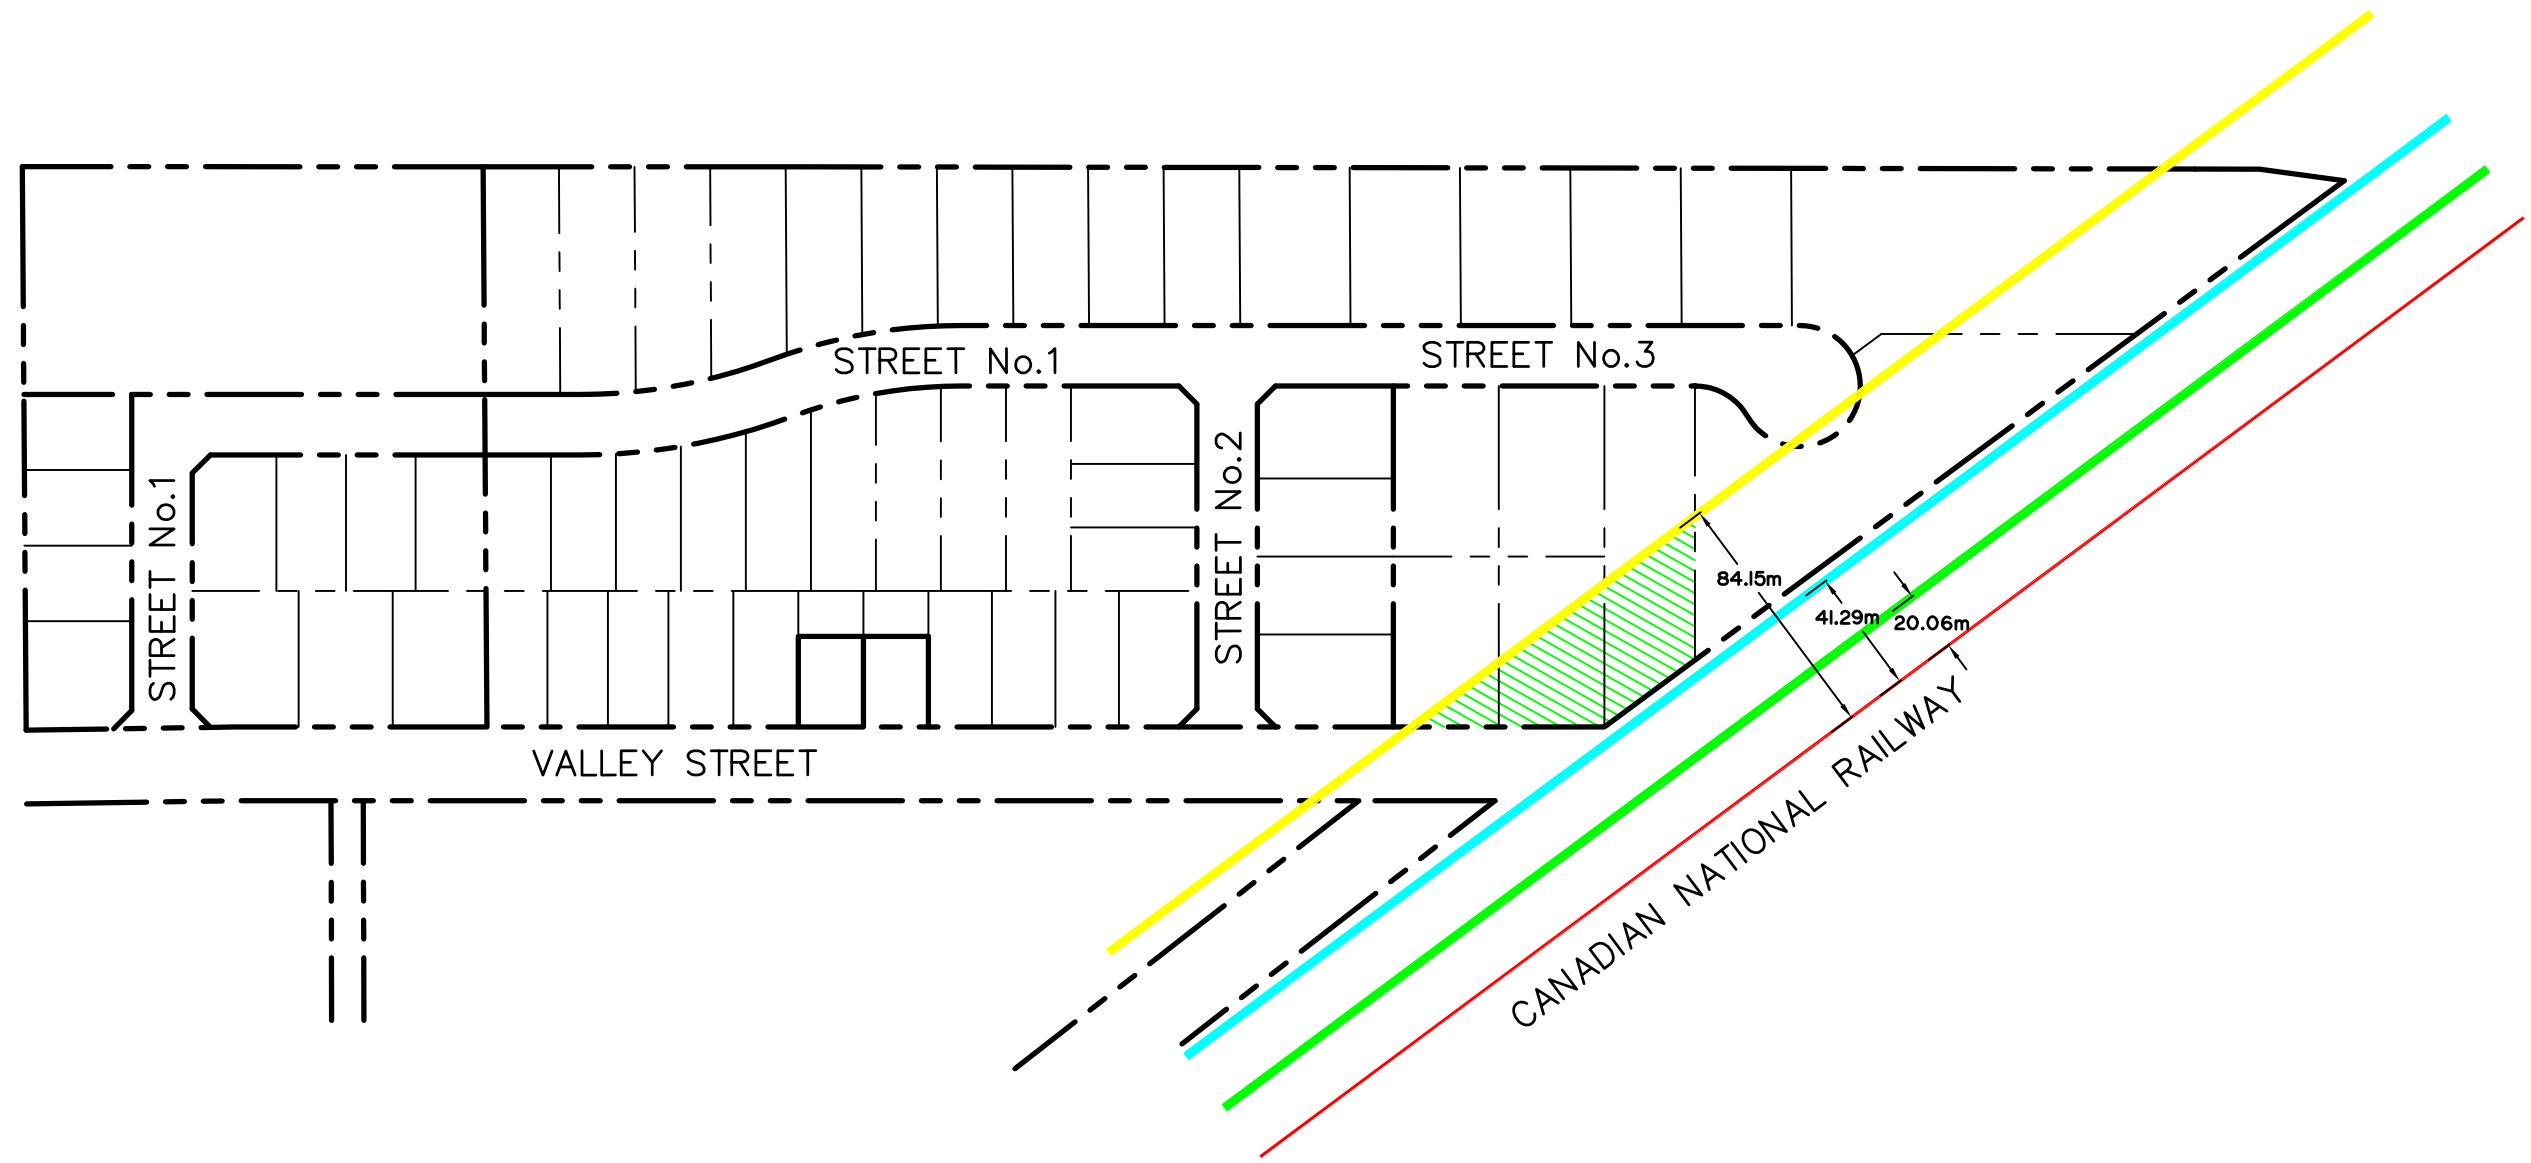 STREET No.1
STREET No.3
STREET No.2
STREET No.1
84.15m
41.29m
20.06m
VALLEY STREET
CANADIAN NATIONAL RAILWAY